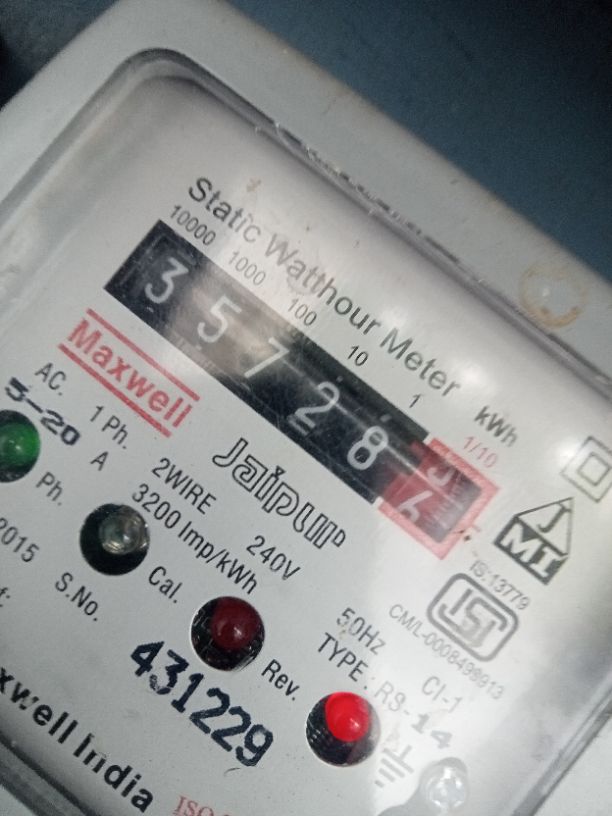 Static Watthour Meter
10000 1000 100 10 1 kWh 1/10
3 5 7 2 8
Maxwell
Jaipur
AC. 1 Ph. 2WIRE 240V
5-20 A 3200 Imp/kWh
50Hz CI-1
TYPE : RS-14
Ph. Cal. Rev.
2015 S.No.
431229
JMI
IS:13779
ISI
CM/L-0008498913
xwell India
ISO